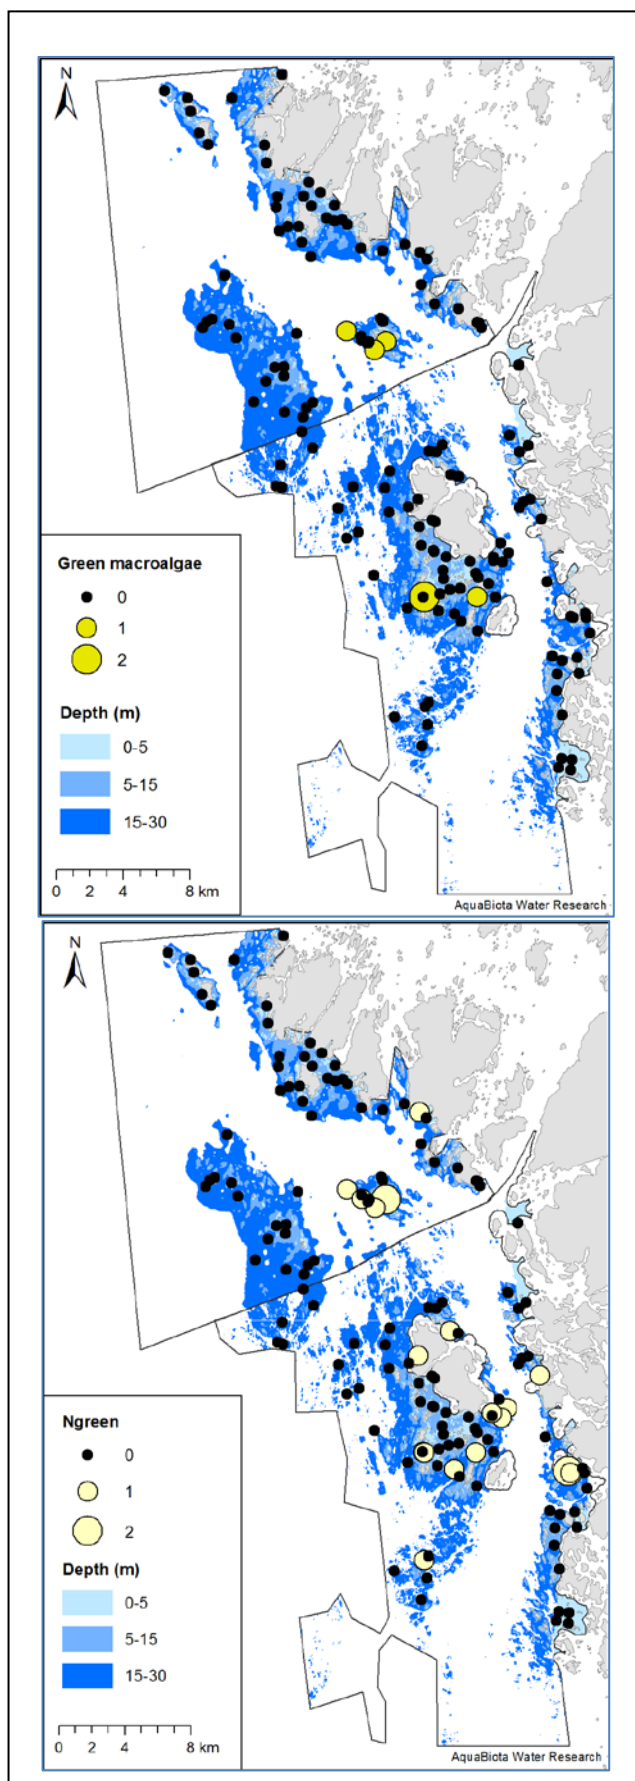 N
Green macroalgae
0
1
2
Depth (m)
0-5
5-15
15-30
0 2 4 8 km
AquaBiota Water Research
N
Ngreen
0
1
2
Depth (m)
0-5
5-15
15-30
0 2 4 8 km
AquaBiota Water Research